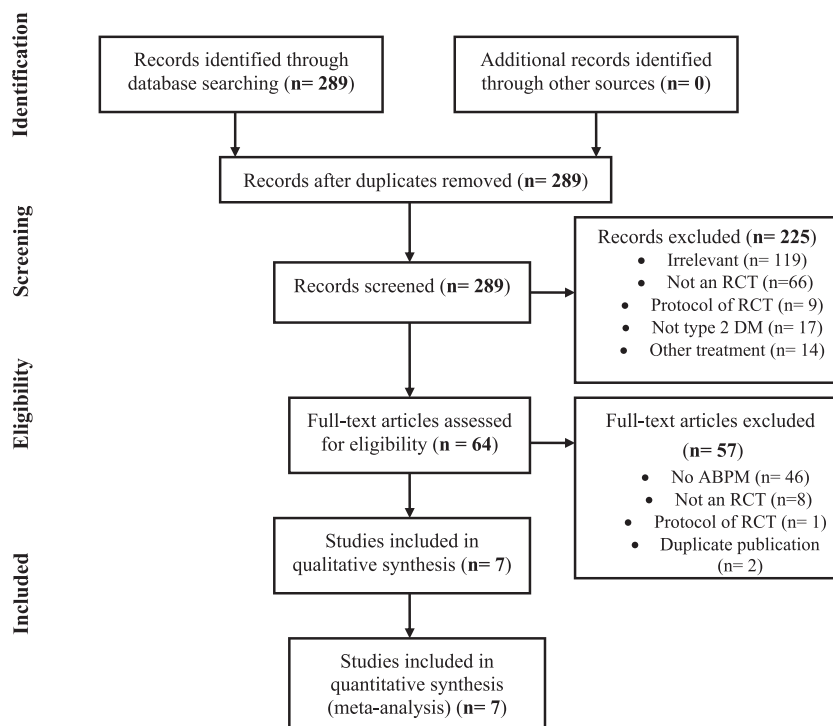 Identification
Records identified through
database searching (n= 289)
Additional records identified
through other sources (n= 0)
Records after duplicates removed (n= 289)
Screening
Records screened (n= 289)
Records excluded (n= 225)
• Irrelevant (n= 119)
• Not an RCT (n=66)
• Protocol of RCT (n= 9)
• Not type 2 DM (n= 17)
• Other treatment (n= 14)
Eligibility
Full-text articles assessed
for eligibility (n = 64)
Full-text articles excluded
(n= 57)
• No ABPM (n= 46)
• Not an RCT (n=8)
• Protocol of RCT (n= 1)
• Duplicate publication
(n= 2)
Included
Studies included in
qualitative synthesis
(n= 7)
Studies included in
quantitative synthesis
(meta-analysis) (n= 7)